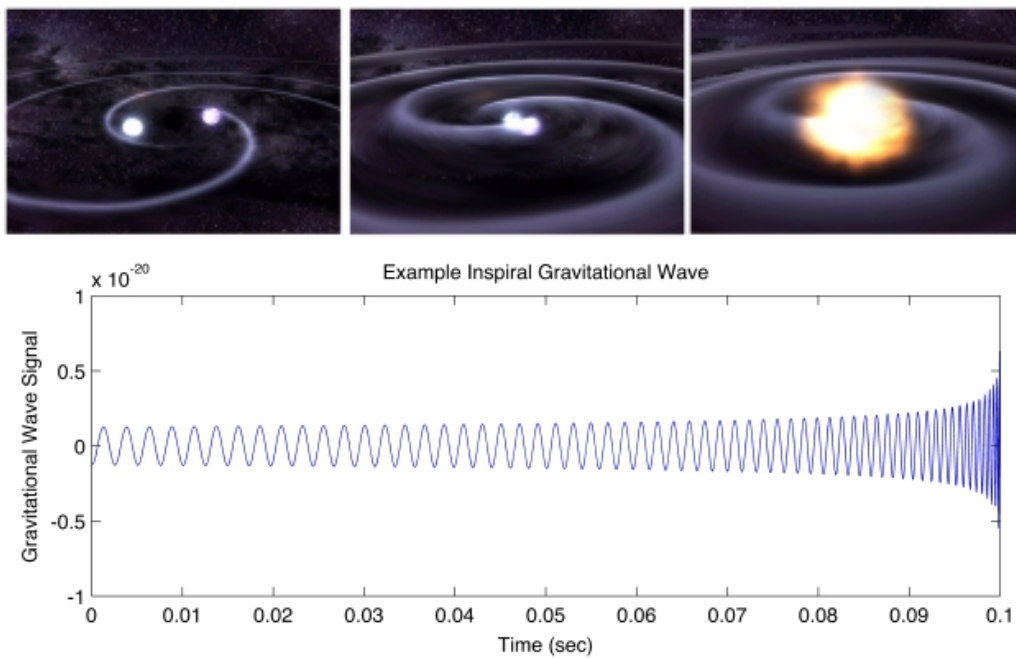 Example Inspiral Gravitational Wave
x 10⁻²⁰
Gravitational Wave Signal
1
0.5
0
-0.5
-1
0 0.01 0.02 0.03 0.04 0.05 0.06 0.07 0.08 0.09 0.1
Time (sec)